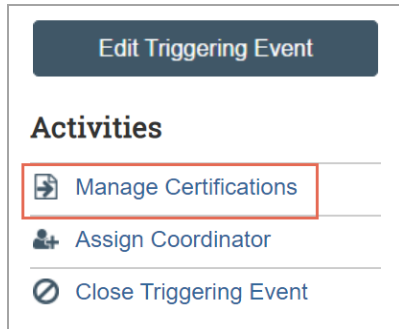 Edit Triggering Event
Activities
Manage Certifications
Assign Coordinator
Close Triggering Event